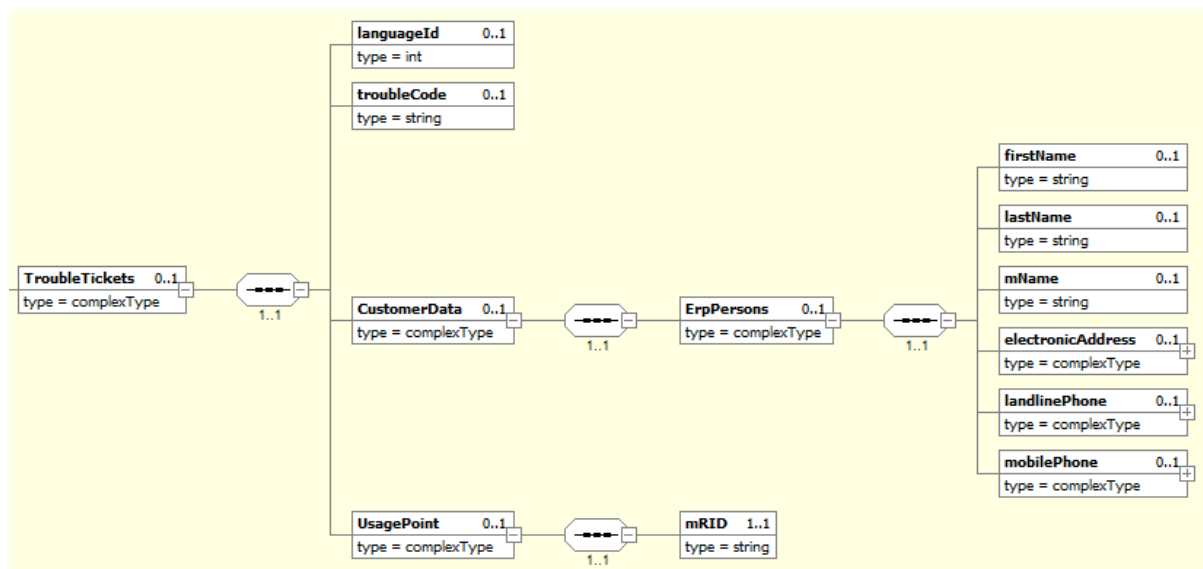 languageId 0..1
type = int
troubleCode 0..1
type = string
firstName 0..1
type = string
lastName 0..1
type = string
TroubleTickets 0..1
type = complexType
1..1
CustomerData 0..1
type = complexType
1..1
ErpPersons 0..1
type = complexType
1..1
mName 0..1
type = string
electronicAddress 0..1
type = complexType
landlinePhone 0..1
type = complexType
mobilePhone 0..1
type = complexType
UsagePoint 0..1
type = complexType
1..1
mRID 1..1
type = string